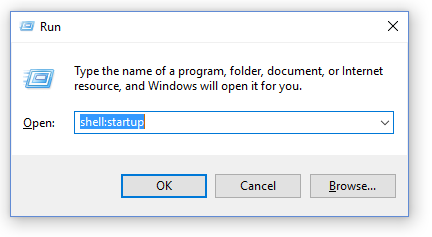 Run
Type the name of a program, folder, document, or Internet
resource, and Windows will open it for you.
Open: shell:startup
OK Cancel Browse...